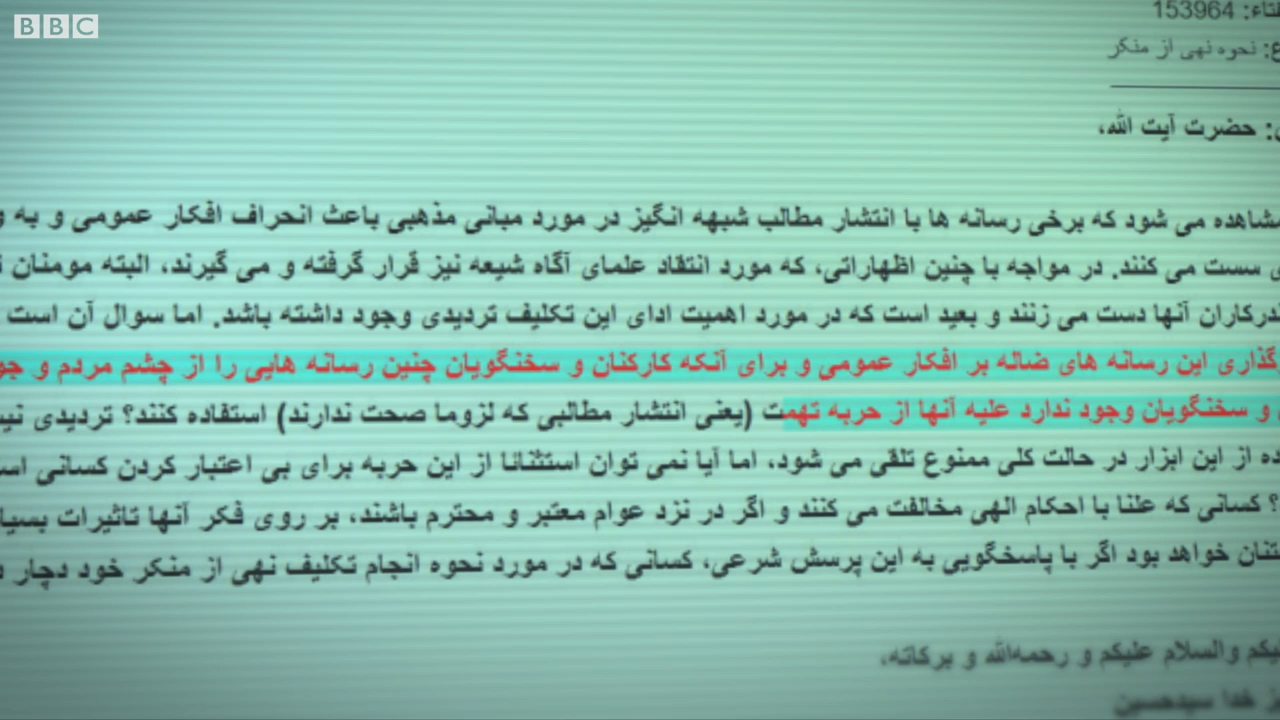 BBC
153964
نحوه نهی از منکر
حضرت آیت الله،
مشاهده می شود که برخی رسانه ها با انتشار مطالب شبهه انگیز در مورد مبانی مذهبی باعث انحراف افکار عمومی و به و
سست می کنند. در مواجه با چنین اظهاراتی، که مورد انتقاد علمای آگاه شیعه نیز قرار گرفته و می گیرند، البته مومنان
آنها دست می زنند و بعید است که در مورد اهمیت ادای این تکلیف تردیدی وجود داشته باشد. اما سوال آن است
این رسانه های ضاله بر افکار عمومی و برای آنکه کارکنان و سخنگویان چنین رسانه هایی را از چشم مردم و
و سخنگویان وجود ندارد علیه آنها از حربه تهمت (یعنی انتشار مطالبی که لزوما صحت ندارند) استفاده کنند؟ تردیدی
از این ابزار در حالت کلی ممنوع تلقی می شود، اما آیا نمی توان استثنائا از این حربه برای بی اعتبار کردن کسانی
؟ کسانی که علنا با احکام الهی مخالفت می کنند و اگر در نزد عوام معتبر و محترم باشند، بر روی فکر آنها تاثیرات
خواهد بود اگر با پاسخگویی به این پرسش شرعی، کسانی که در مورد نحوه انجام تکلیف نهی از منکر خود دچار
والسلام علیکم و رحمه‌الله و برکاته،
خدا سیدحسین